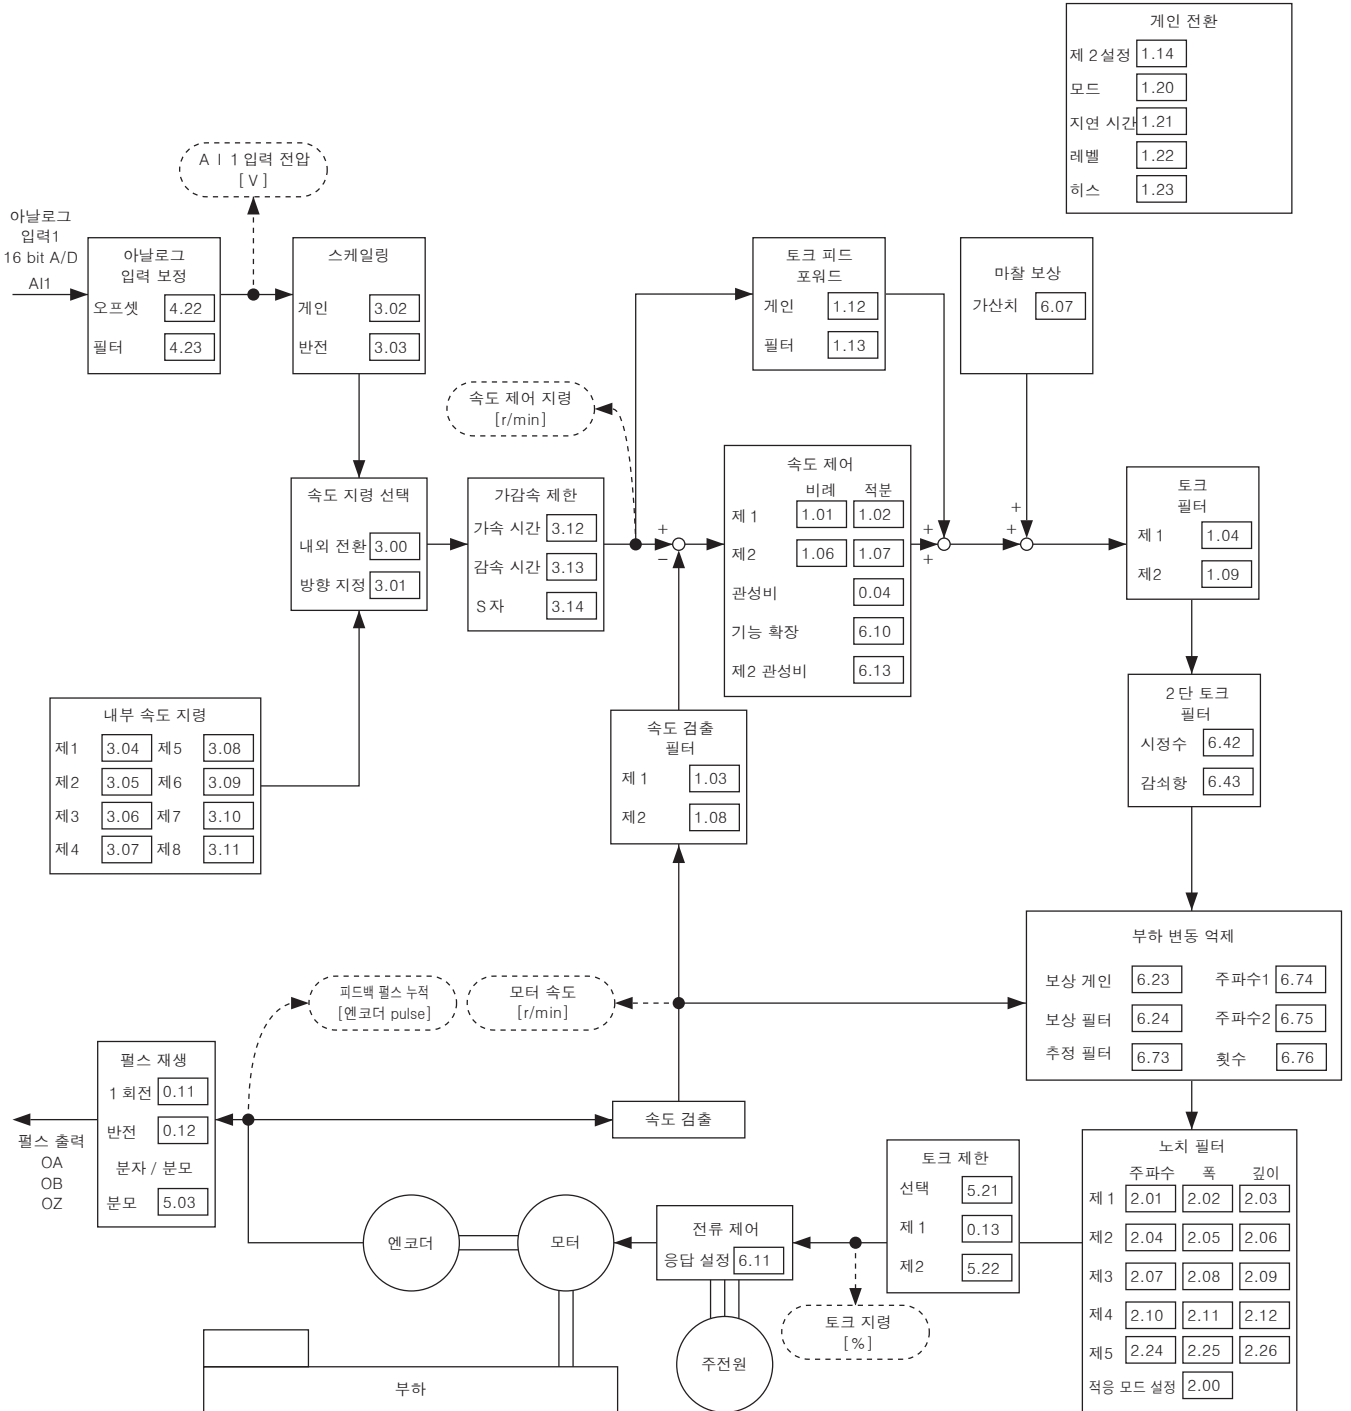 게인 전환
제 2 설정 1.14
모드 1.20
지연 시간 1.21
레벨 1.22
히스 1.23
A I 1 입력 전압
[ V ]
아날로그
입력1
16 bit A/D
AI1
아날로그
입력 보정
오프셋 4.22
필터 4.23
스케일링
게인 3.02
반전 3.03
토크 피드
포워드
게인 1.12
필터 1.13
마찰 보상
가산치 6.07
속도 제어 지령
[r/min]
속도 지령 선택
내외 전환 3.00
방향 지정 3.01
가감속 제한
가속 시간 3.12
감속 시간 3.13
S 자 3.14
+
−
속도 제어
비례 적분
제 1 1.01 1.02
제2 1.06 1.07
관성비 0.04
기능 확장 6.10
제2 관성비 6.13
+
+
+
+
토크
필터
제 1 1.04
제2 1.09
2 단 토크
필터
시정수 6.42
감쇠항 6.43
내부 속도 지령
제1 3.04 제5 3.08
제2 3.05 제6 3.09
제3 3.06 제7 3.10
제4 3.07 제8 3.11
속도 검출
필터
제 1 1.03
제2 1.08
부하 변동 억제
보상 게인 6.23 주파수1 6.74
보상 필터 6.24 주파수2 6.75
추정 필터 6.73 횟수 6.76
피드백 펄스 누적
[엔코더 pulse]
모터 속도
[r/min]
펄스 재생
1 회전 0.11
반전 0.12
분자 / 분모
분모 5.03
펄스 출력
OA
OB
OZ
속도 검출
노치 필터
주파수 폭 깊이
제 1 2.01 2.02 2.03
제2 2.04 2.05 2.06
제3 2.07 2.08 2.09
제4 2.10 2.11 2.12
제5 2.24 2.25 2.26
적응 모드 설정 2.00
토크 제한
선택 5.21
제 1 0.13
제2 5.22
전류 제어
응답 설정 6.11
엔코더
모터
토크 지령
[%]
주전원
부하